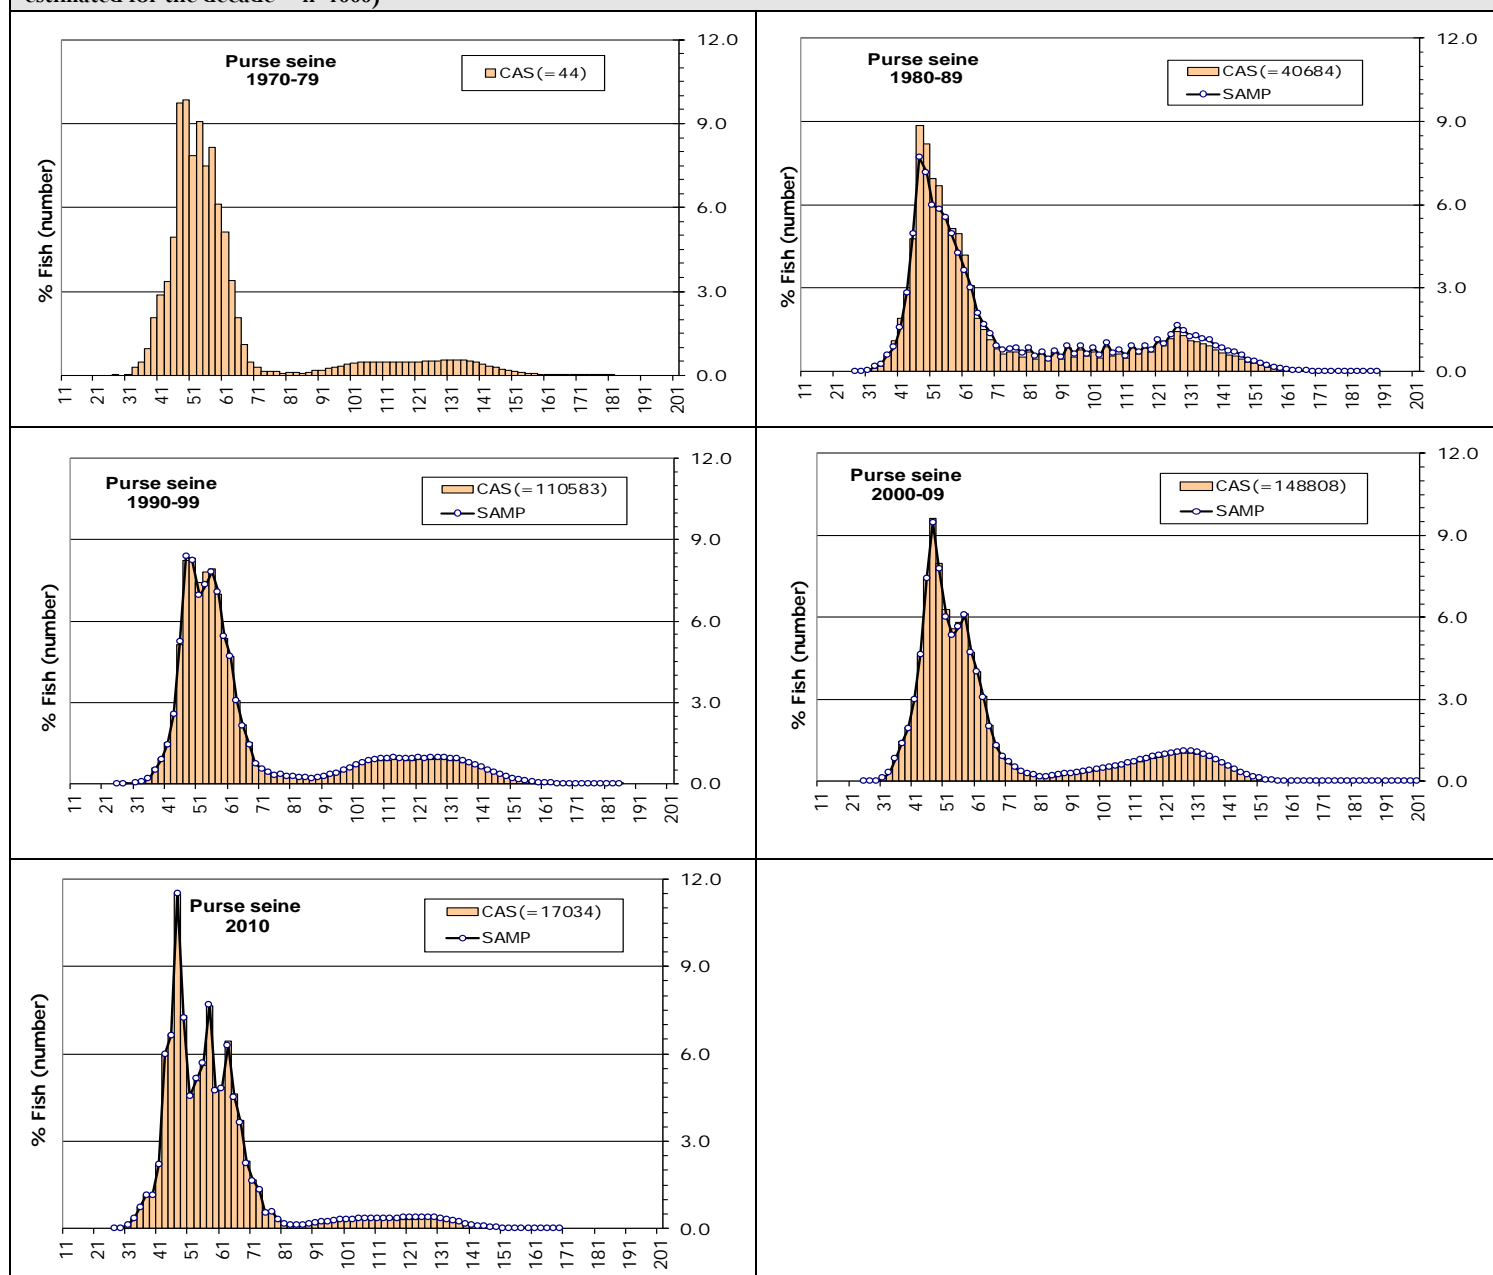 estimated for the decade – n*1000)
Purse seine
1970-79
CAS(=44)
% Fish (number)
12.0
9.0
6.0
3.0
0.0
11 21 31 41 51 61 71 81 91 101 111 121 131 141 151 161 171 181 191 201
Purse seine
1980-89
CAS(=40684)
SAMP
% Fish (number)
12.0
9.0
6.0
3.0
0.0
11 21 31 41 51 61 71 81 91 101 111 121 131 141 151 161 171 181 191 201
Purse seine
1990-99
CAS(=110583)
SAMP
% Fish (number)
12.0
9.0
6.0
3.0
0.0
11 21 31 41 51 61 71 81 91 101 111 121 131 141 151 161 171 181 191 201
Purse seine
2000-09
CAS(=148808)
SAMP
% Fish (number)
12.0
9.0
6.0
3.0
0.0
11 21 31 41 51 61 71 81 91 101 111 121 131 141 151 161 171 181 191 201
Purse seine
2010
CAS(=17034)
SAMP
% Fish (number)
12.0
9.0
6.0
3.0
0.0
11 21 31 41 51 61 71 81 91 101 111 121 131 141 151 161 171 181 191 201